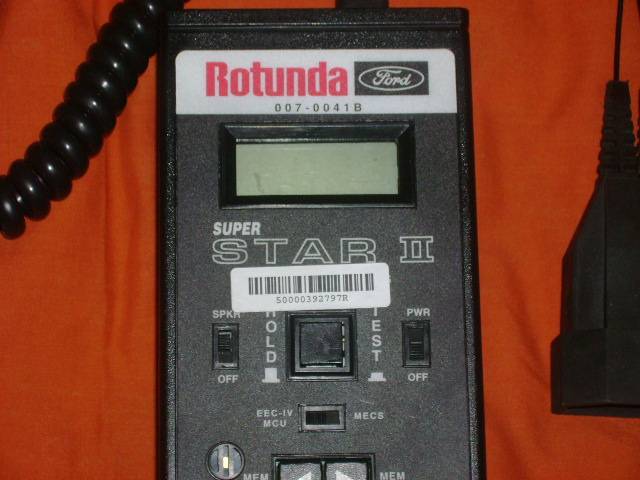 Rotunda Ford
007-0041B
SUPER
STAR II
S0000392797R
SPKR HOLD TEST PWR
OFF OFF
EEC-IV MECS
MCU
MEM MEM